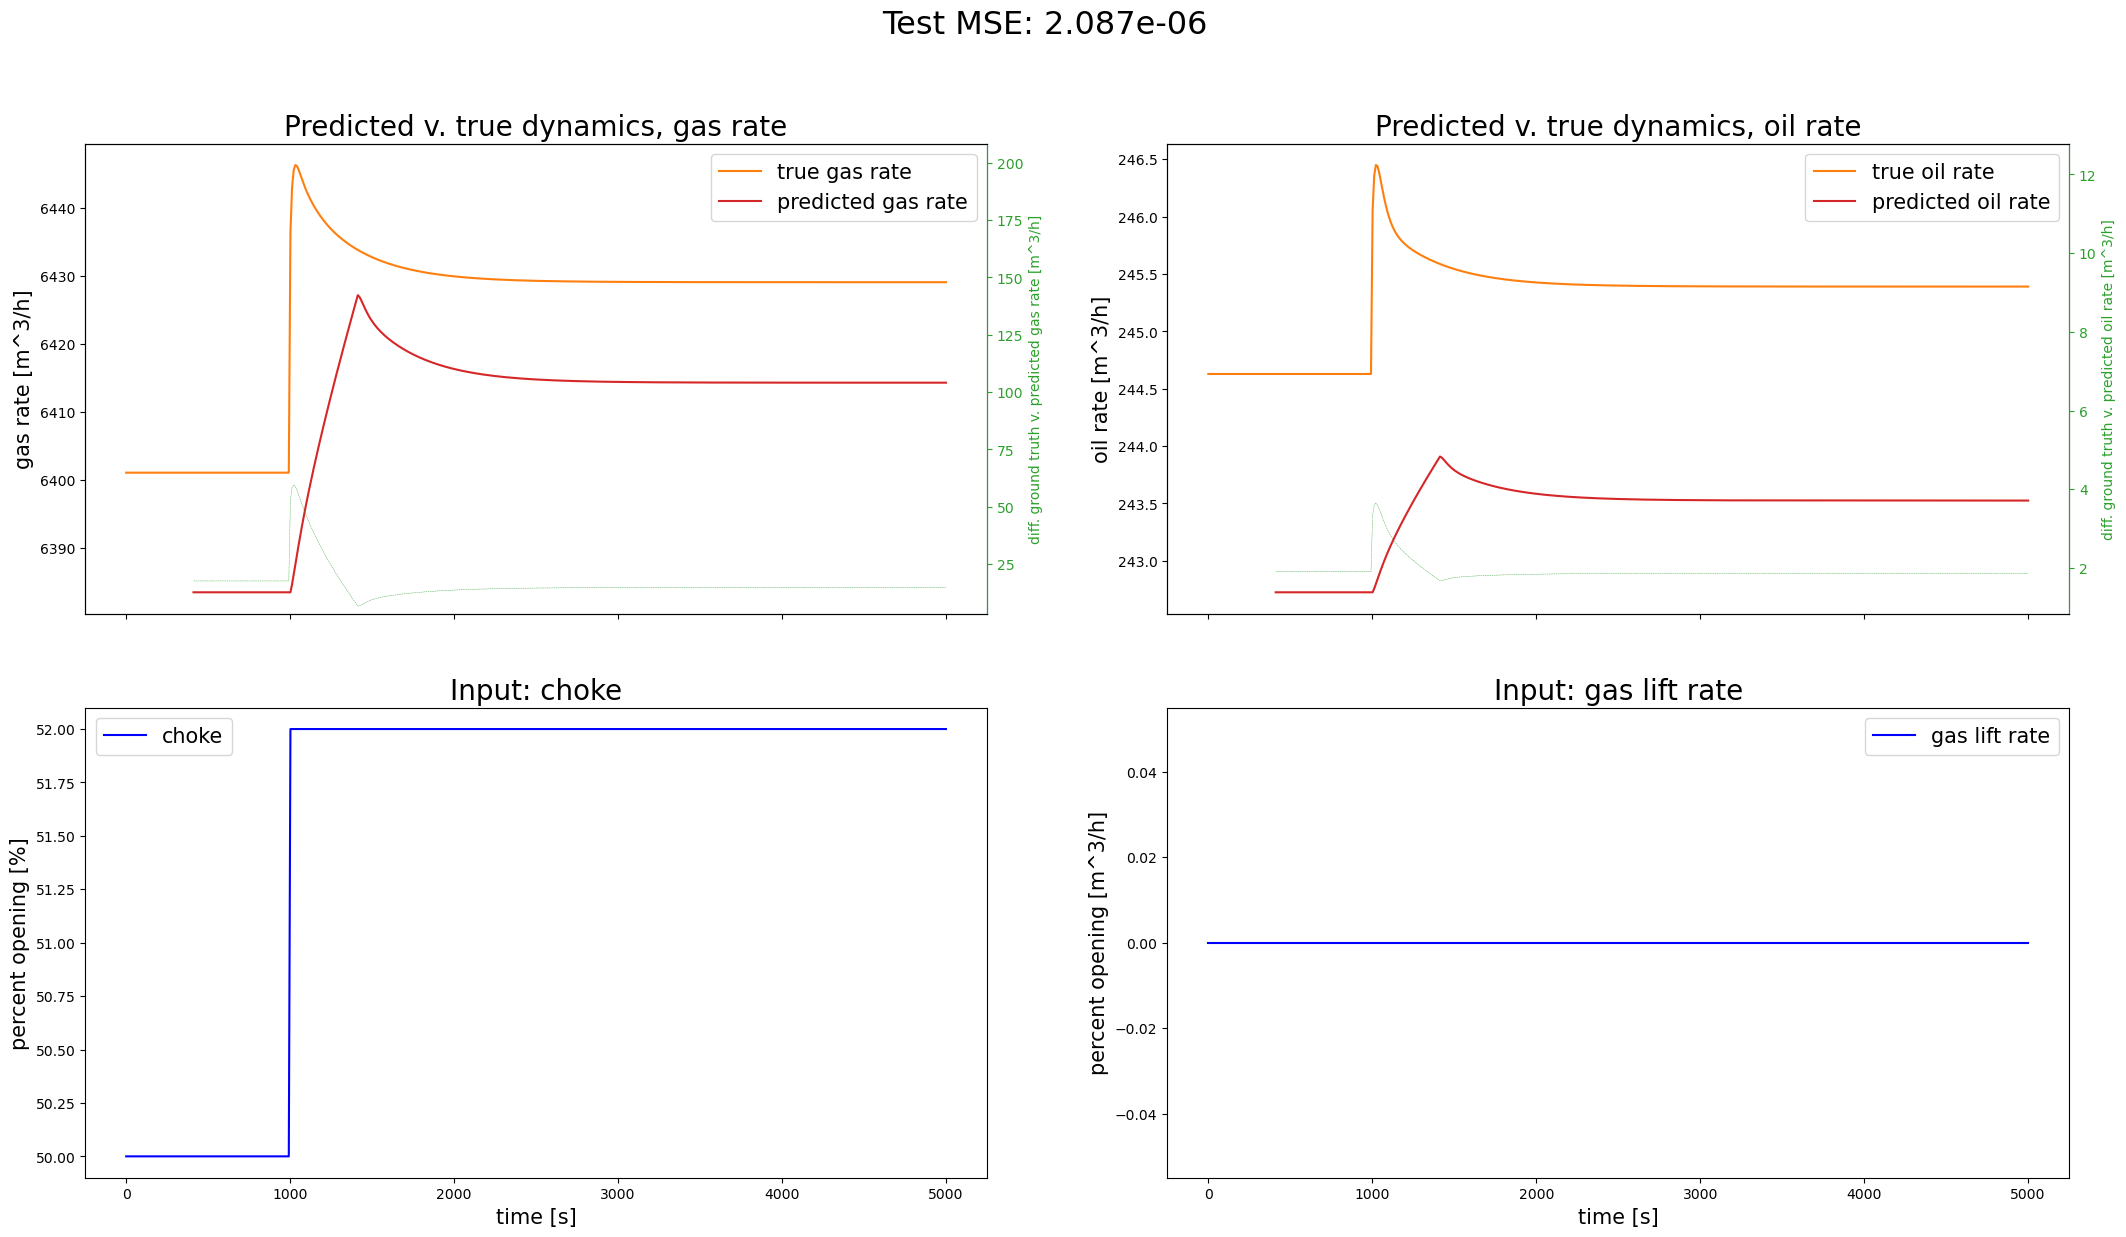 Test MSE: 2.087e-06
Predicted v. true dynamics, gas rate
true gas rate
predicted gas rate
gas rate [m^3/h]
6440
6430
6420
6410
6400
6390
200
175
150
125
100
75
50
25
diff. ground truth v. predicted gas rate [m^3/h]
Predicted v. true dynamics, oil rate
true oil rate
predicted oil rate
oil rate [m^3/h]
246.5
246.0
245.5
245.0
244.5
244.0
243.5
243.0
12
10
8
6
4
2
diff. ground truth v. predicted oil rate [m^3/h]
Input: choke
choke
percent opening [%]
52.00
51.75
51.50
51.25
51.00
50.75
50.50
50.25
50.00
0 1000 2000 3000 4000 5000
time [s]
Input: gas lift rate
gas lift rate
percent opening [m^3/h]
0.04
0.02
0.00
−0.02
−0.04
0 1000 2000 3000 4000 5000
time [s]